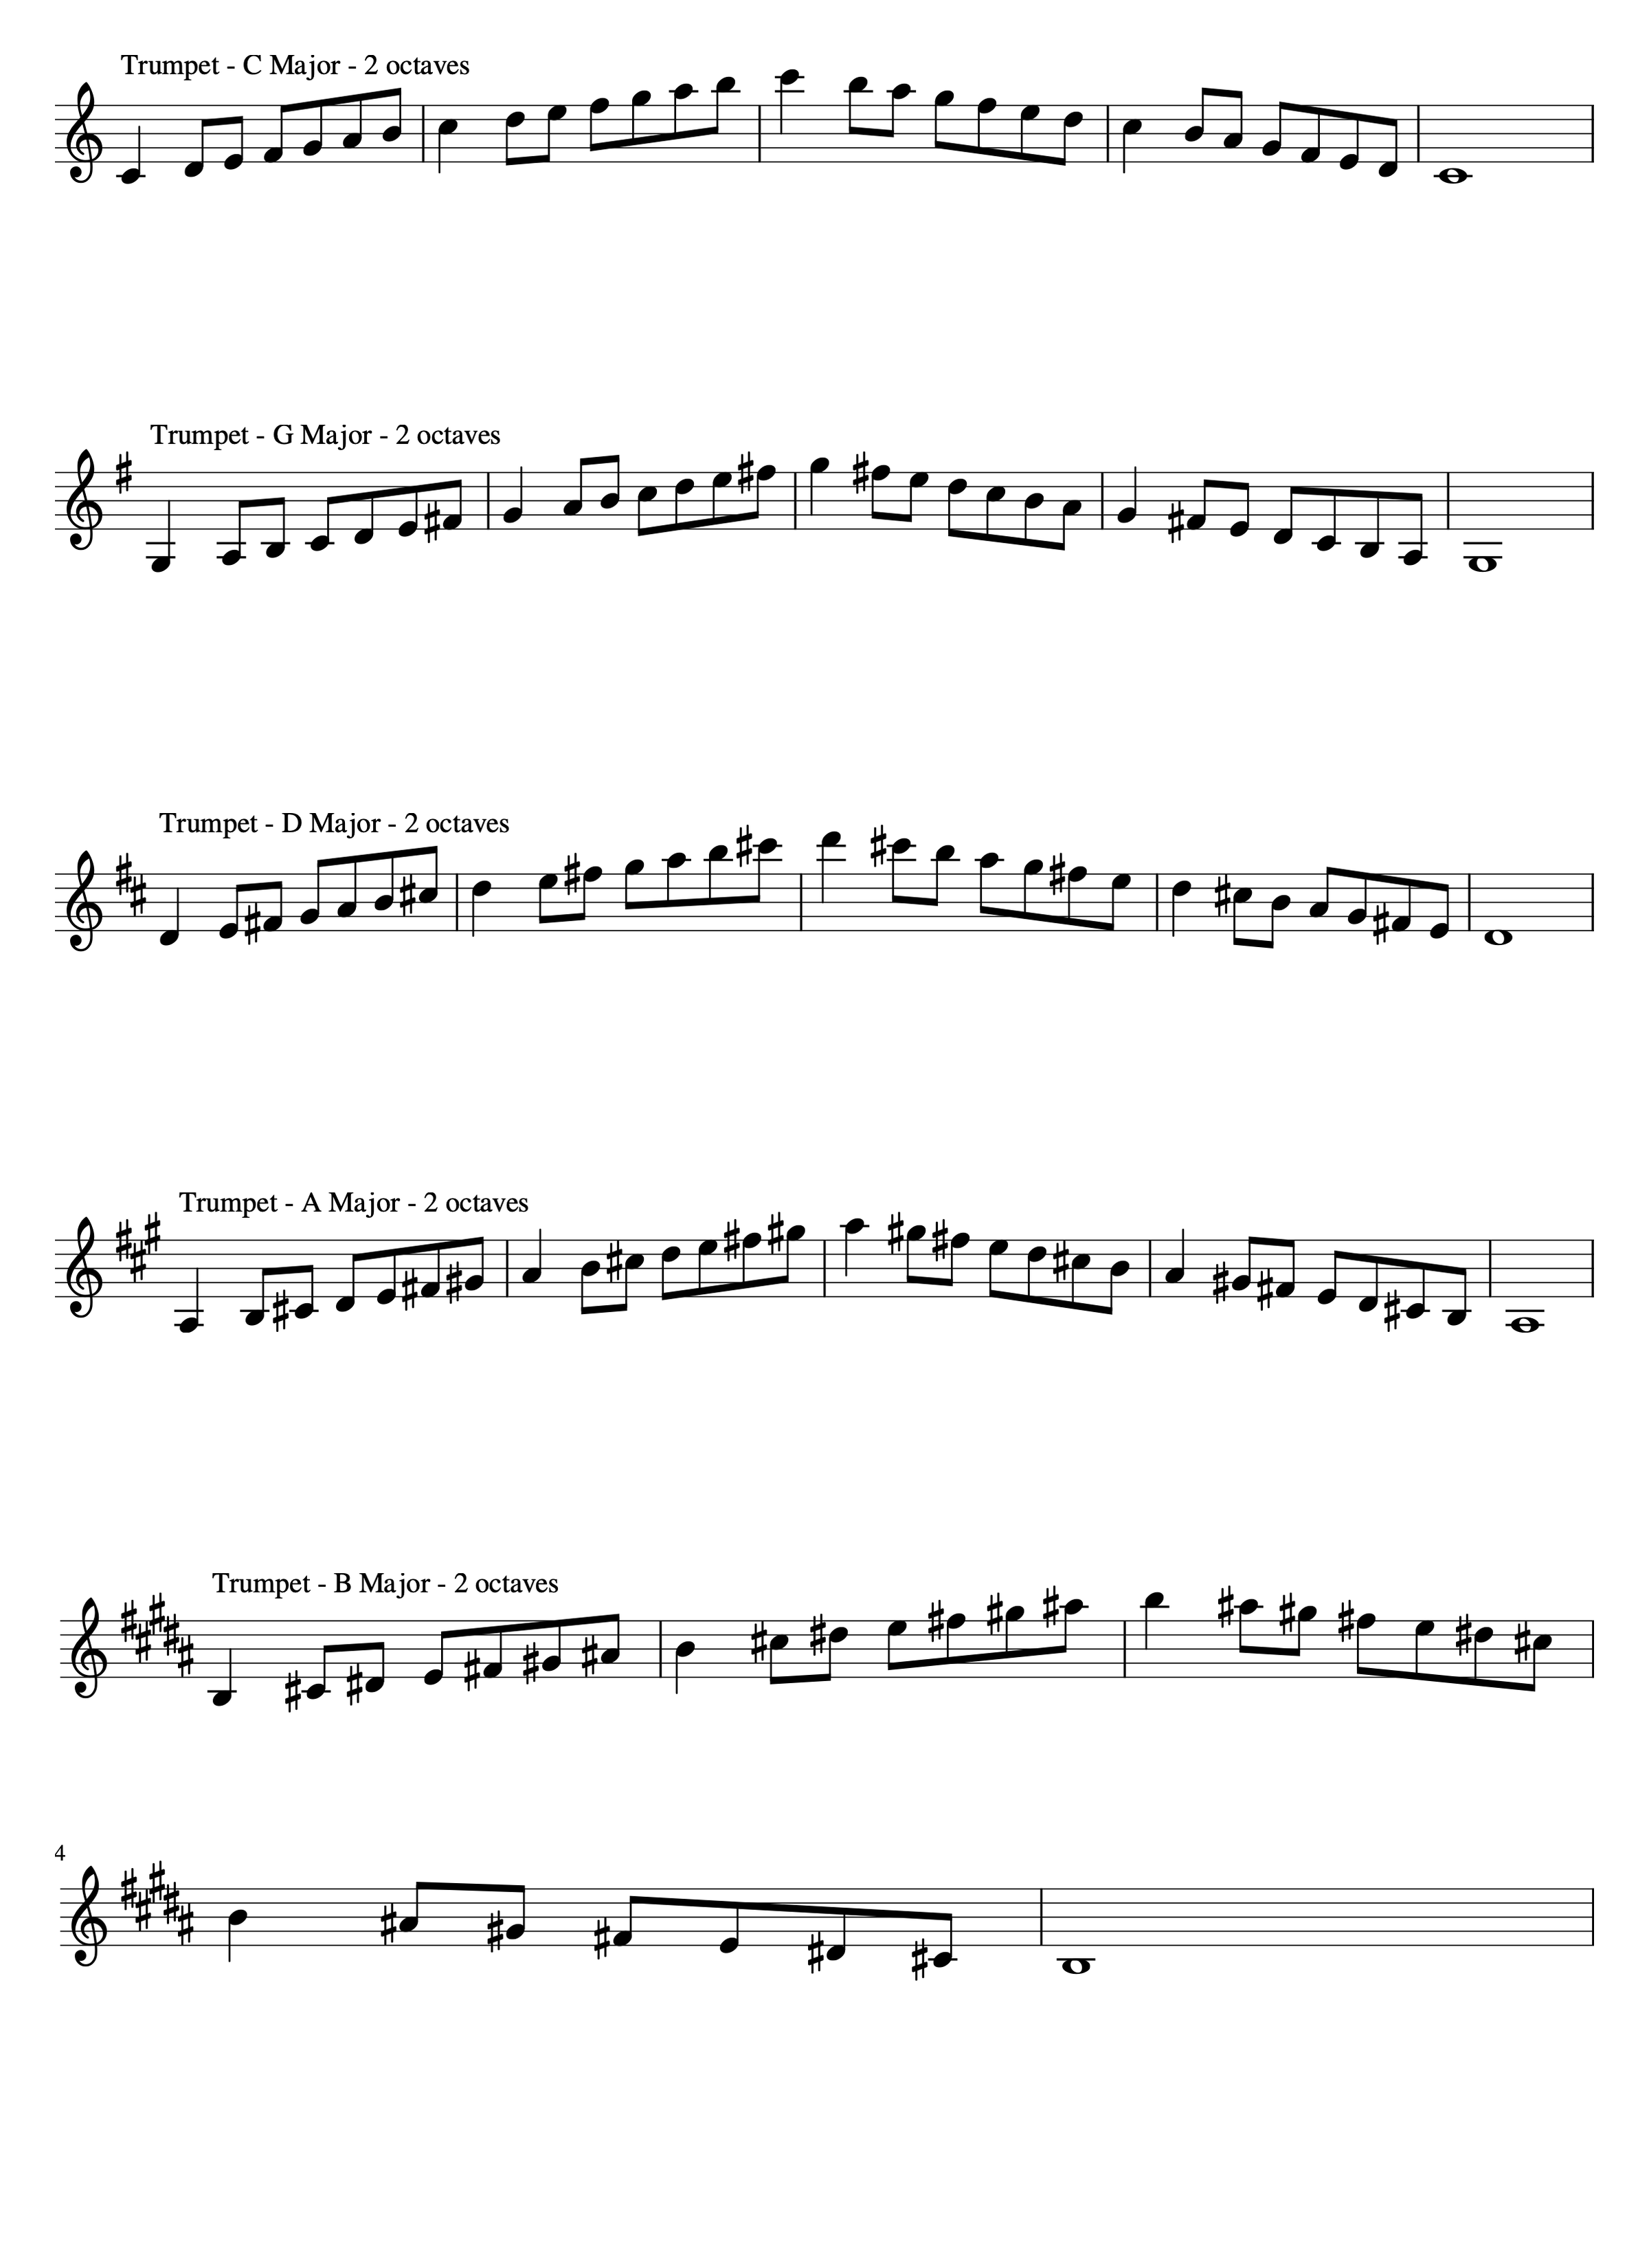 Trumpet - C Major - 2 octaves
Trumpet - G Major - 2 octaves
Trumpet - D Major - 2 octaves
Trumpet - A Major - 2 octaves
Trumpet - B Major - 2 octaves
4